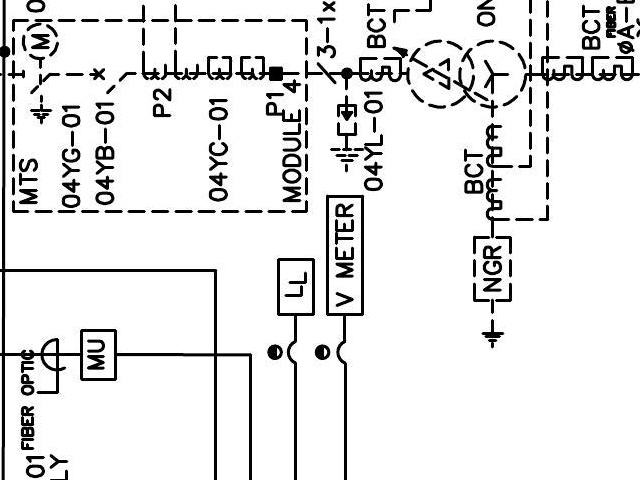 M
MTS
04YG-01
04YB-01
P2
04YC-01
P1
4
MODULE
3-1x
04YL-01
BCT
ON
BCT
FIBER
BCT
NGR
LL
V METER
MU
FIBER OPTIC
01
LY